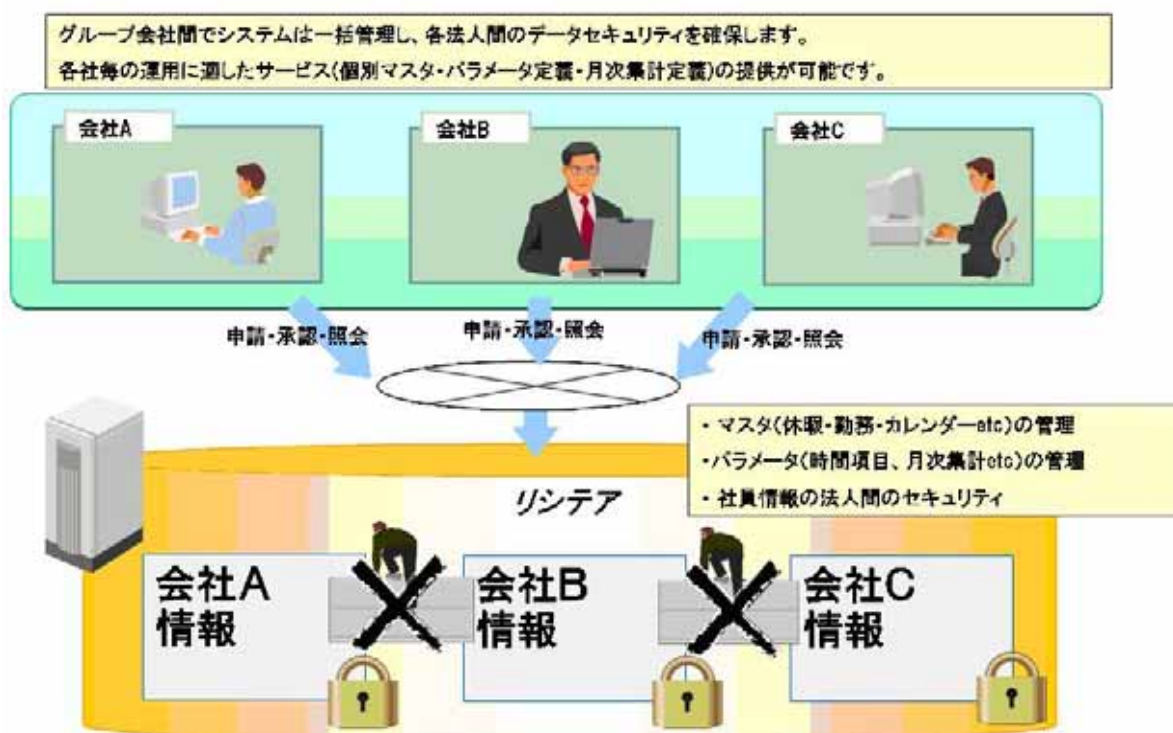 グループ会社間でシステムは一括管理し、各法人間のデータセキュリティを確保します。
各社毎の運用に適したサービス(個別マスタ・パラメータ定義・月次集計定義)の提供が可能です。
会社A
会社B
会社C
申請・承認・照会
申請・承認・照会
申請・承認・照会
・ マスタ(休暇・勤務・カレンダーetc)の管理
・パラメータ(時間項目、月次集計etc)の管理
・ 社員情報の法人間のセキュリティ
リシテア
会社A
情報
会社B
情報
会社C
情報